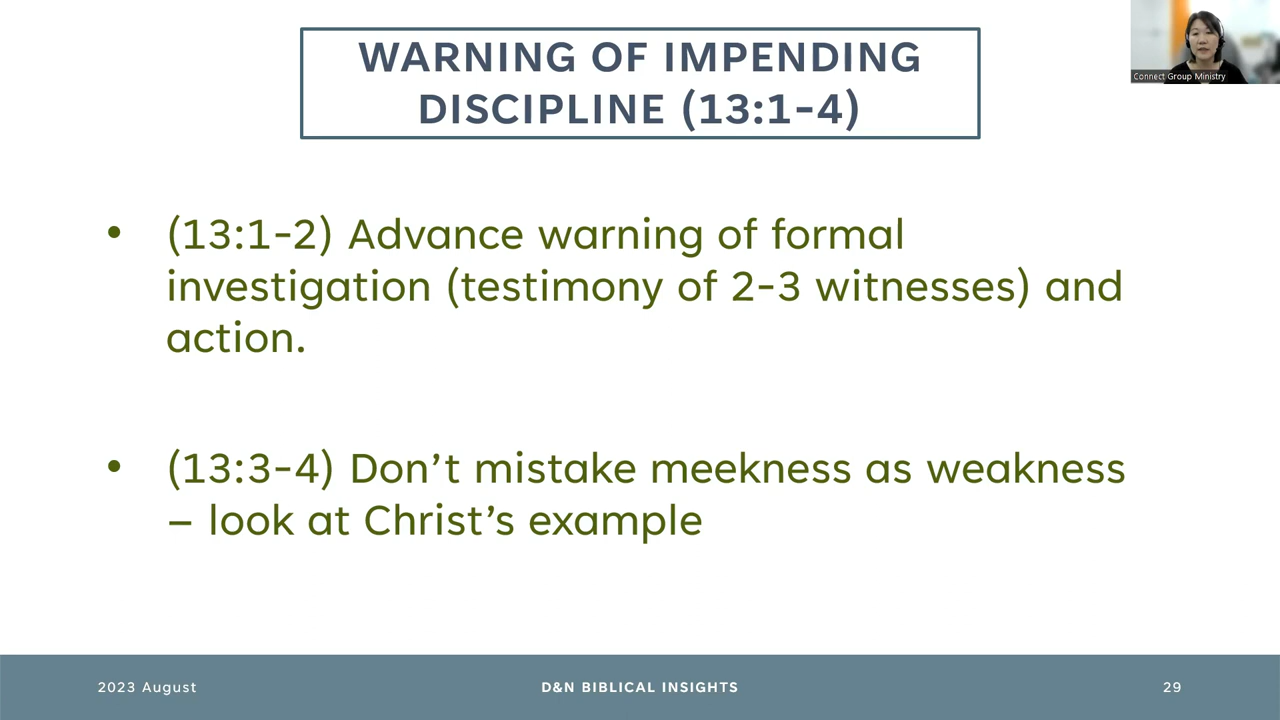 WARNING OF IMPENDING
DISCIPLINE (13:1-4)
Connect Group Ministry
• (13:1-2) Advance warning of formal
investigation (testimony of 2-3 witnesses) and
action.
• (13:3-4) Don’t mistake meekness as weakness
– look at Christ’s example
2023 August
D&N BIBLICAL INSIGHTS
29